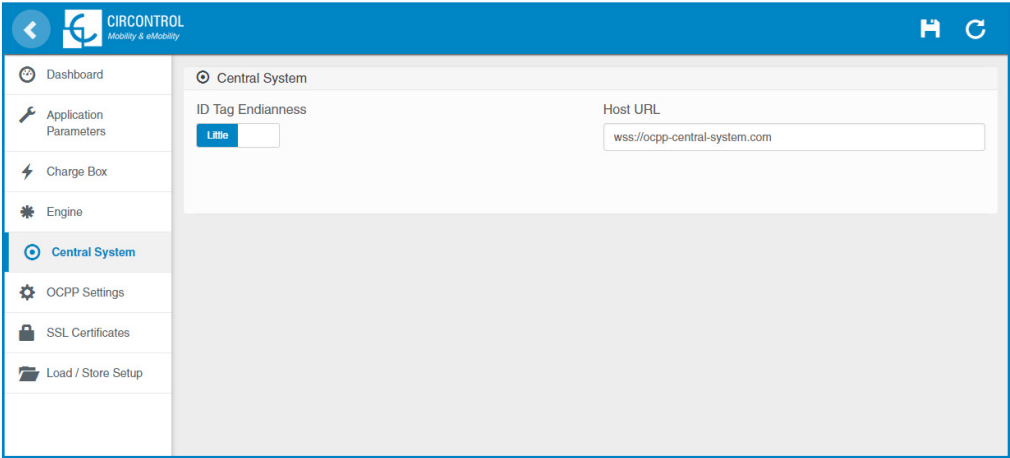 CIRCONTROL
Mobility & eMobility
Dashboard
Application
Parameters
Charge Box
Engine
Central System
OCPP Settings
SSL Certificates
Load / Store Setup
Central System
ID Tag Endianness
Little
Host URL
wss://ocpp-central-system.com